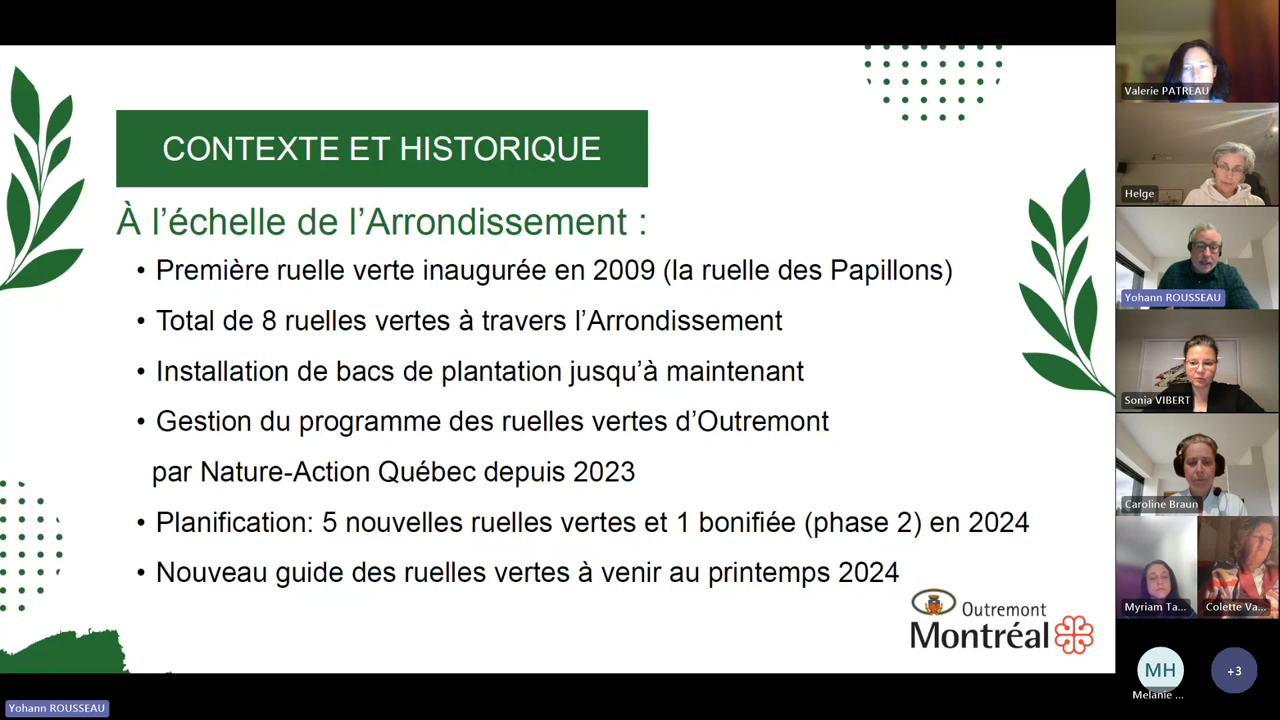 CONTEXTE ET HISTORIQUE
À l’échelle de l’Arrondissement :
• Première ruelle verte inaugurée en 2009 (la ruelle des Papillons)
• Total de 8 ruelles vertes à travers l’Arrondissement
• Installation de bacs de plantation jusqu’à maintenant
• Gestion du programme des ruelles vertes d’Outremont
par Nature-Action Québec depuis 2023
• Planification: 5 nouvelles ruelles vertes et 1 bonifiée (phase 2) en 2024
• Nouveau guide des ruelles vertes à venir au printemps 2024
Outremont
Montréal
Valerie PATREAU
Helge
Yohann ROUSSEAU
Sonia VIBERT
Caroline Braun
Myriam Ta...
Colette Va...
MH
Melanie ...
+3
Yohann ROUSSEAU